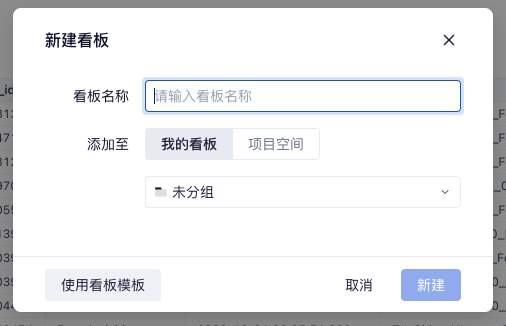 新建看板
看板名称
请输入看板名称
添加至
我的看板
项目空间
未分组
使用看板模板
取消
新建